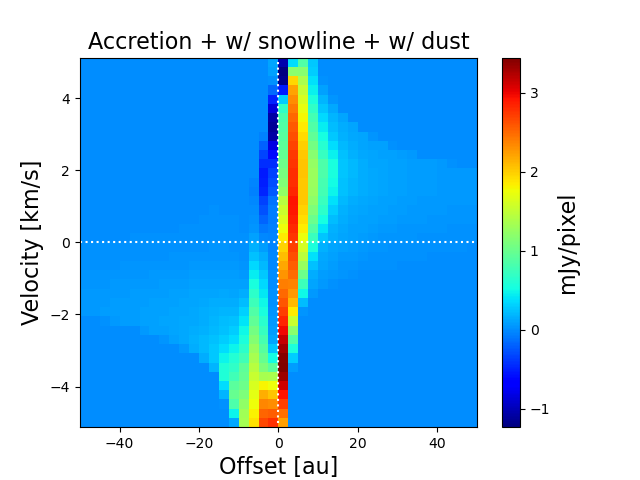 Accretion + w/ snowline + w/ dust
4
2
0
−2
−4
Velocity [km/s]
−40 −20 0 20 40
Offset [au]
3
2
1
0
−1
mJy/pixel